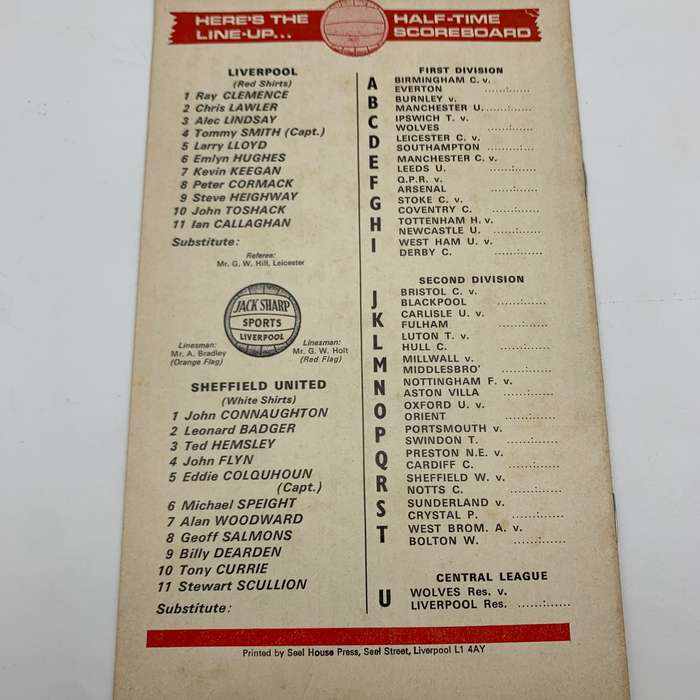 HERE'S THE
LINE-UP...
HALF-TIME
SCOREBOARD
LIVERPOOL
(Red Shirts)
1 Ray CLEMENCE
2 Chris LAWLER
3 Alec LINDSAY
4 Tommy SMITH (Capt.)
5 Larry LLOYD
6 Emlyn HUGHES
7 Kevin KEEGAN
8 Peter CORMACK
9 Steve HEIGHWAY
10 John TOSHACK
11 Ian CALLAGHAN
Substitute:
Referee:
Mr. G. W. Hill, Leicester
JACK SHARP
SPORTS
LIVERPOOL
Linesman:
Mr. A. Bradley
(Orange Flag)
Linesman:
Mr. G. W. Holt
(Red Flag)
SHEFFIELD UNITED
(White Shirts)
1 John CONNAUGHTON
2 Leonard BADGER
3 Ted HEMSLEY
4 John FLYN
5 Eddie COLQUHOUN
(Capt.)
6 Michael SPEIGHT
7 Alan WOODWARD
8 Geoff SALMONS
9 Billy DEARDEN
10 Tony CURRIE
11 Stewart SCULLION
Substitute:
FIRST DIVISION
A BIRMINGHAM C. v.
EVERTON ......:......
B BURNLEY v.
MANCHESTER U. ......:......
C IPSWICH T. v.
WOLVES ......:......
D LEICESTER C. v.
SOUTHAMPTON ......:......
E MANCHESTER C. v.
LEEDS U. ......:......
F Q.P.R. v.
ARSENAL ......:......
G STOKE C. v.
COVENTRY C. ......:......
H TOTTENHAM H. v.
NEWCASTLE U. ......:......
I WEST HAM U. v.
DERBY C. ......:......
SECOND DIVISION
J BRISTOL C. v.
BLACKPOOL ......:......
K CARLISLE U. v.
FULHAM ......:......
L LUTON T. v.
HULL C. ......:......
M MILLWALL v.
MIDDLESBRO' ......:......
N NOTTINGHAM F. v.
ASTON VILLA ......:......
O OXFORD U. v.
ORIENT ......:......
P PORTSMOUTH v.
SWINDON T. ......:......
Q PRESTON N.E. v.
CARDIFF C. ......:......
R SHEFFIELD W. v.
NOTTS C. ......:......
S SUNDERLAND v.
CRYSTAL P. ......:......
T WEST BROM. A. v.
BOLTON W. ......:......
CENTRAL LEAGUE
U WOLVES Res. v.
LIVERPOOL Res. ......:......
Printed by Seel House Press, Seel Street, Liverpool L1 4AY